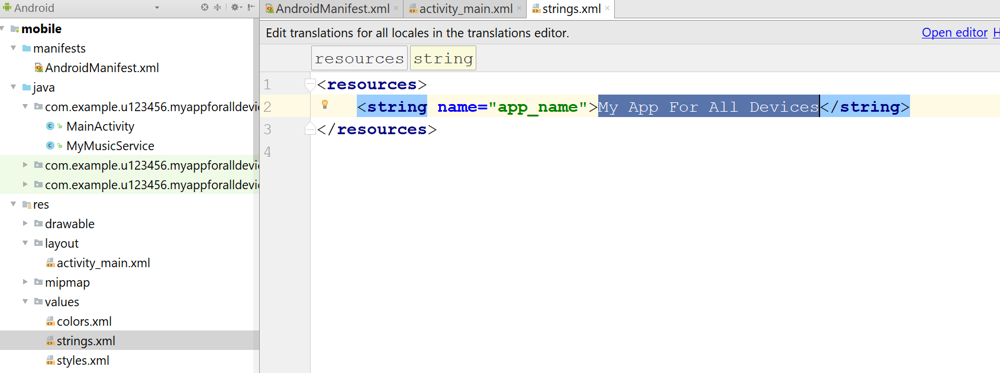 Android
AndroidManifest.xml
activity_main.xml
strings.xml
mobile
manifests
AndroidManifest.xml
java
com.example.u123456.myappforalldevi
MainActivity
MyMusicService
com.example.u123456.myappforalldevi
com.example.u123456.myappforalldevi
res
drawable
layout
activity_main.xml
mipmap
values
colors.xml
strings.xml
styles.xml
Edit translations for all locales in the translations editor.
Open editor H
resources string
1 <resources>
2 <string name="app_name">My App For All Devices</string>
3 </resources>
4